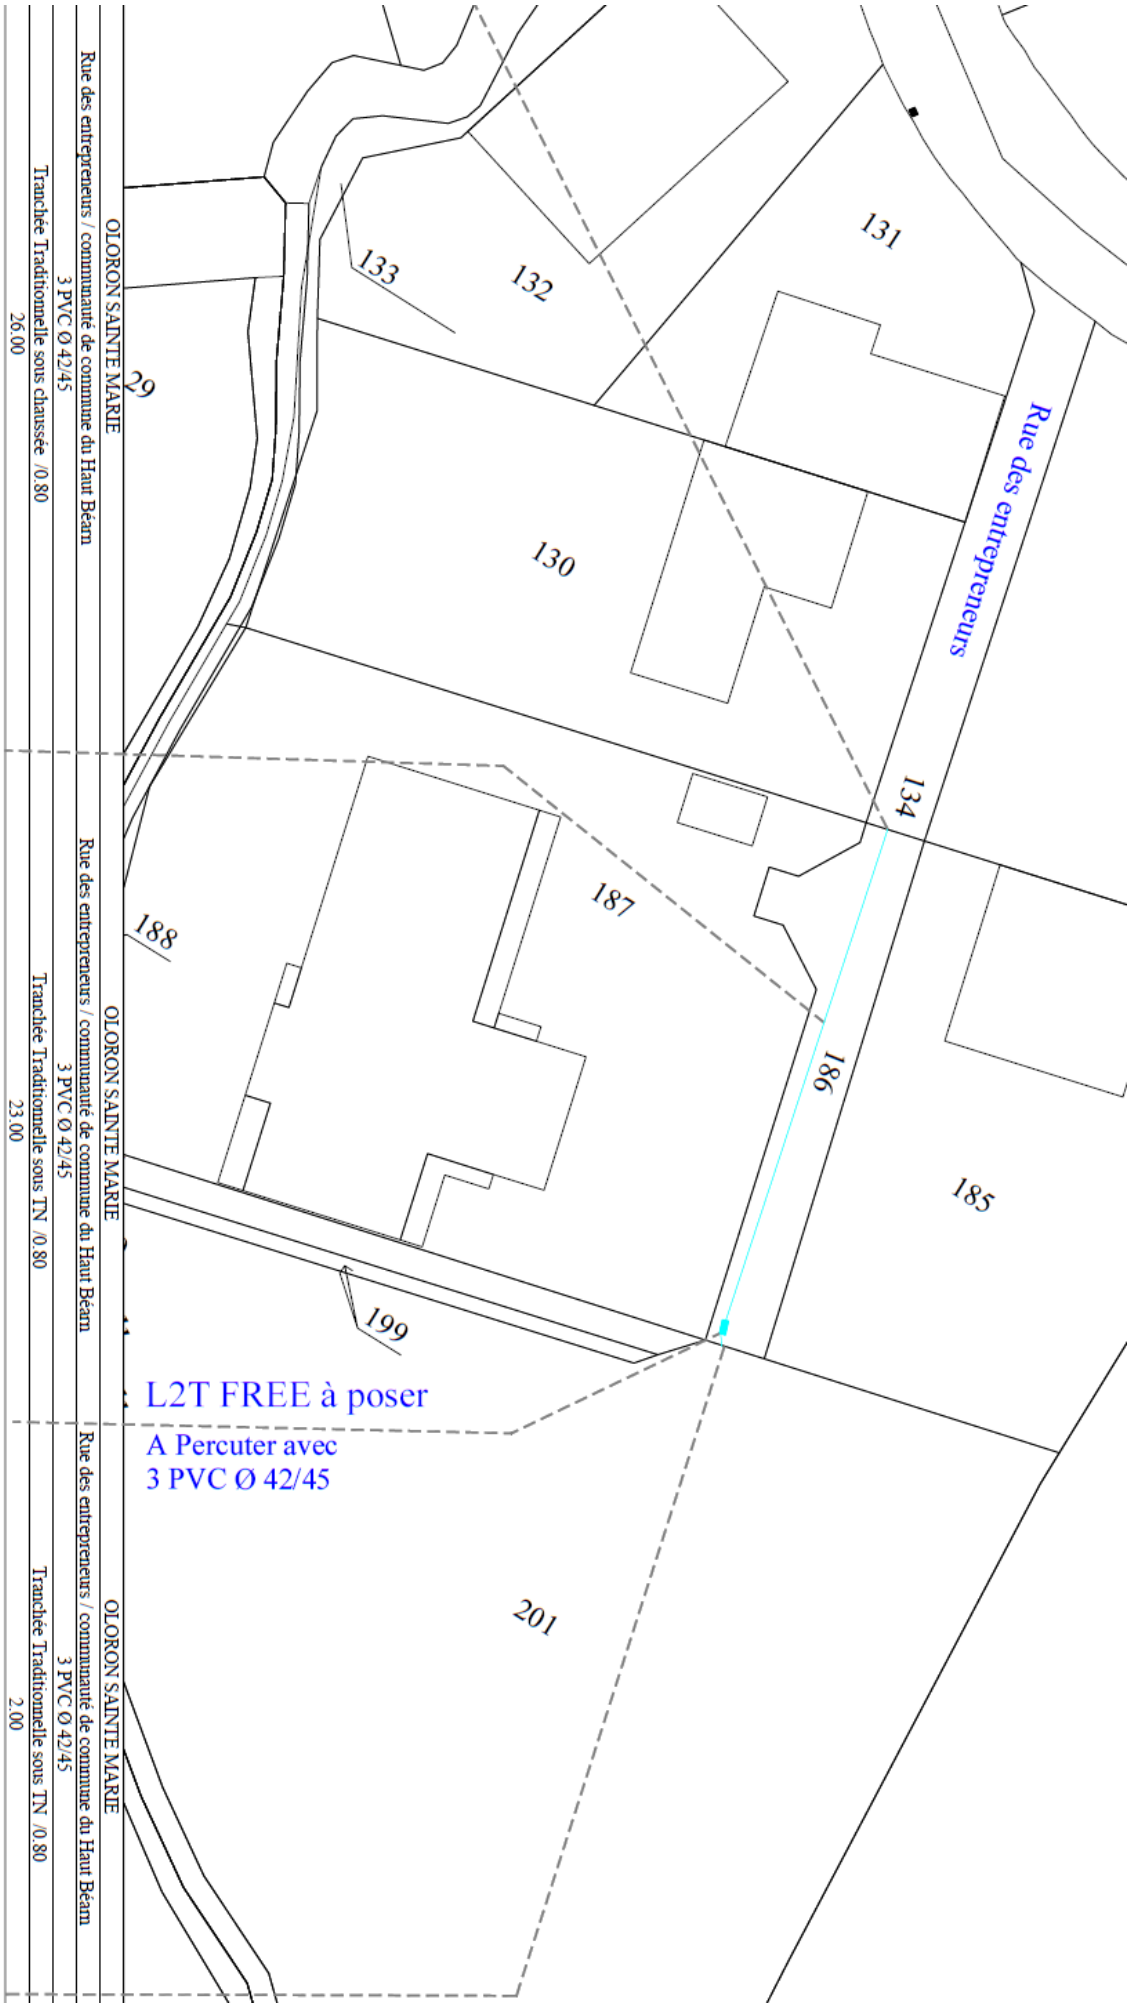 131
132
133
29
Rue des entrepreneurs
130
134
187
188
186
185
199
L2T FREE à poser
A Percuter avec
3 PVC Ø 42/45
201
OLORON SAINTE MARIE
Rue des entrepreneurs / communauté de commune du Haut Béarn
3 PVC Ø 42/45
Tranchée Traditionnelle sous chaussée /0.80
26.00
OLORON SAINTE MARIE
Rue des entrepreneurs / communauté de commune du Haut Béarn
3 PVC Ø 42/45
Tranchée Traditionnelle sous TN /0.80
23.00
OLORON SAINTE MARIE
Rue des entrepreneurs / communauté de commune du Haut Béarn
3 PVC Ø 42/45
Tranchée Traditionnelle sous TN /0.80
2.00